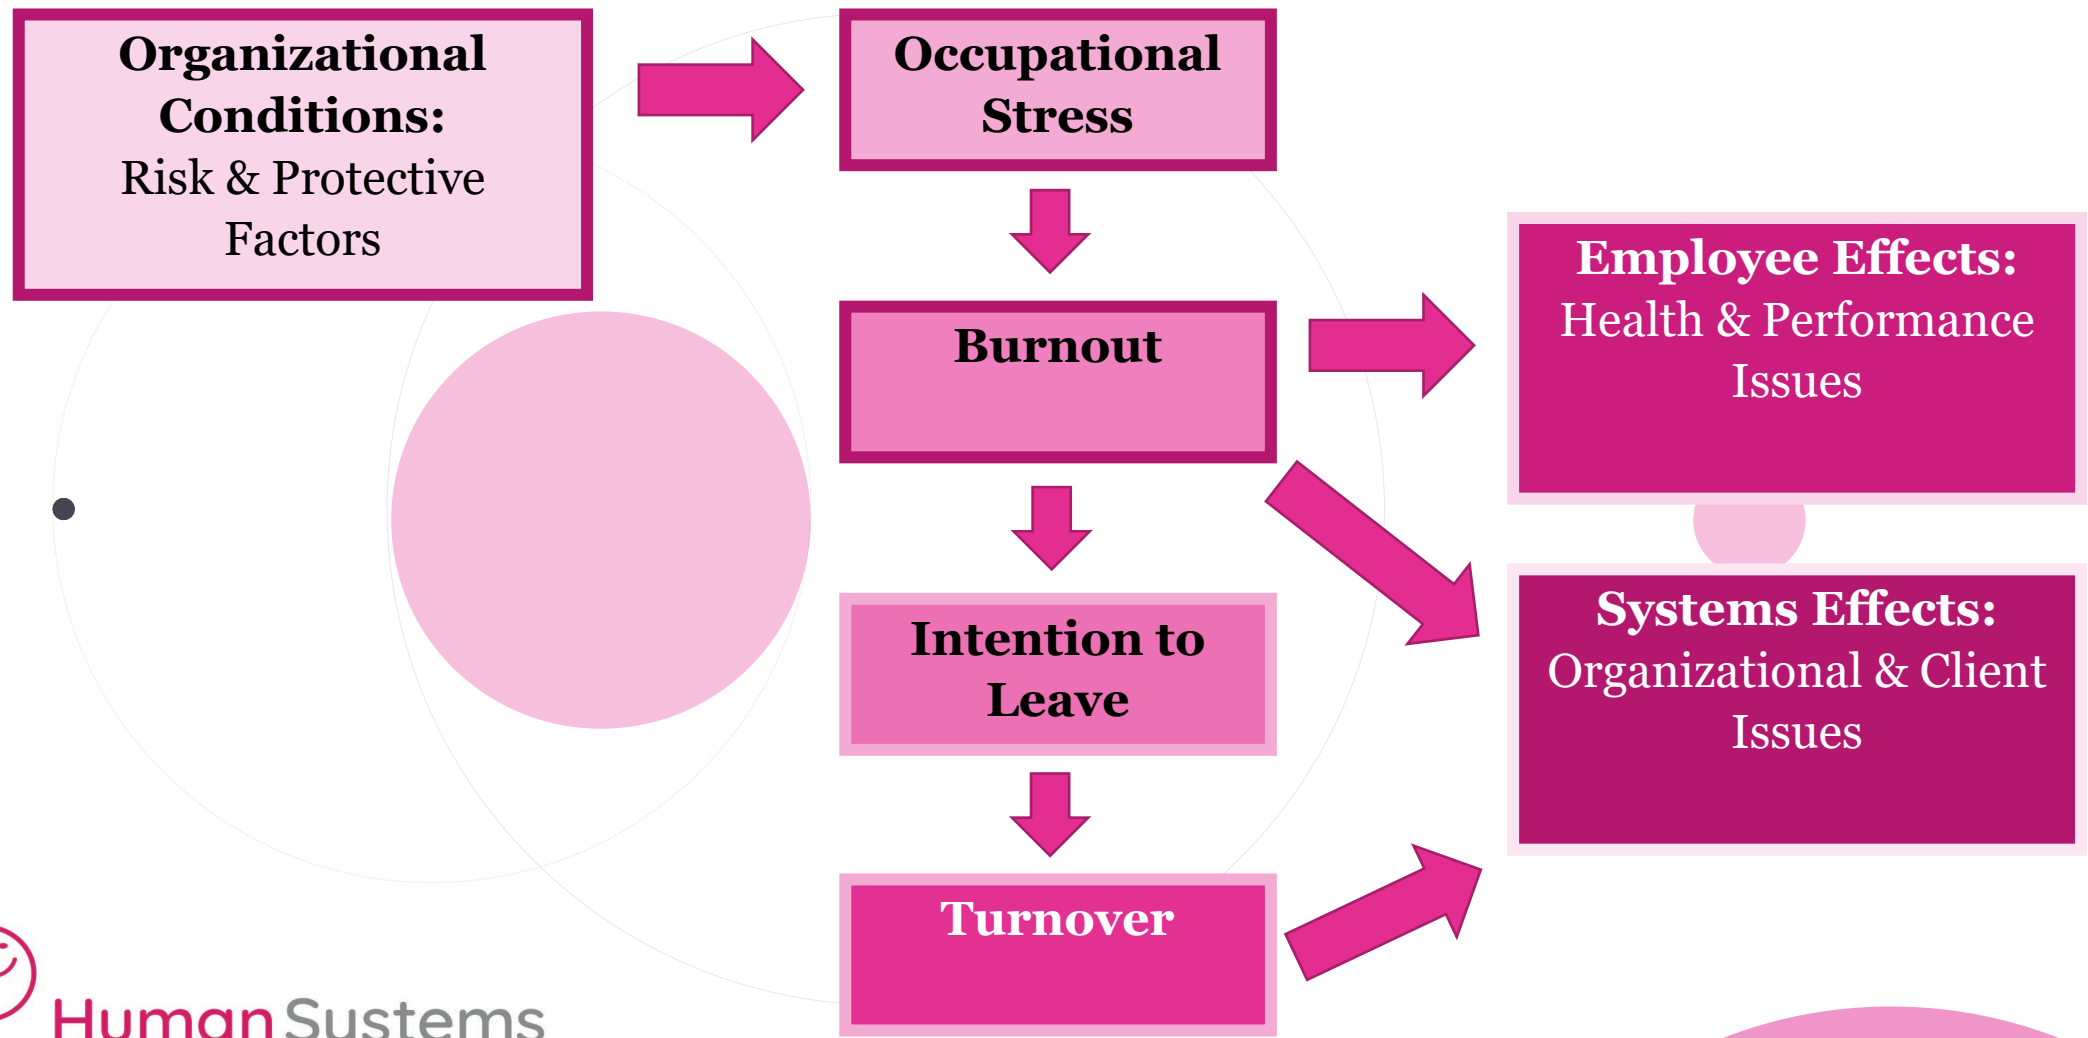 Organizational
Conditions:
Risk & Protective
Factors
Occupational
Stress
Burnout
Intention to
Leave
Turnover
Employee Effects:
Health & Performance
Issues
Systems Effects:
Organizational & Client
Issues
Human Systems